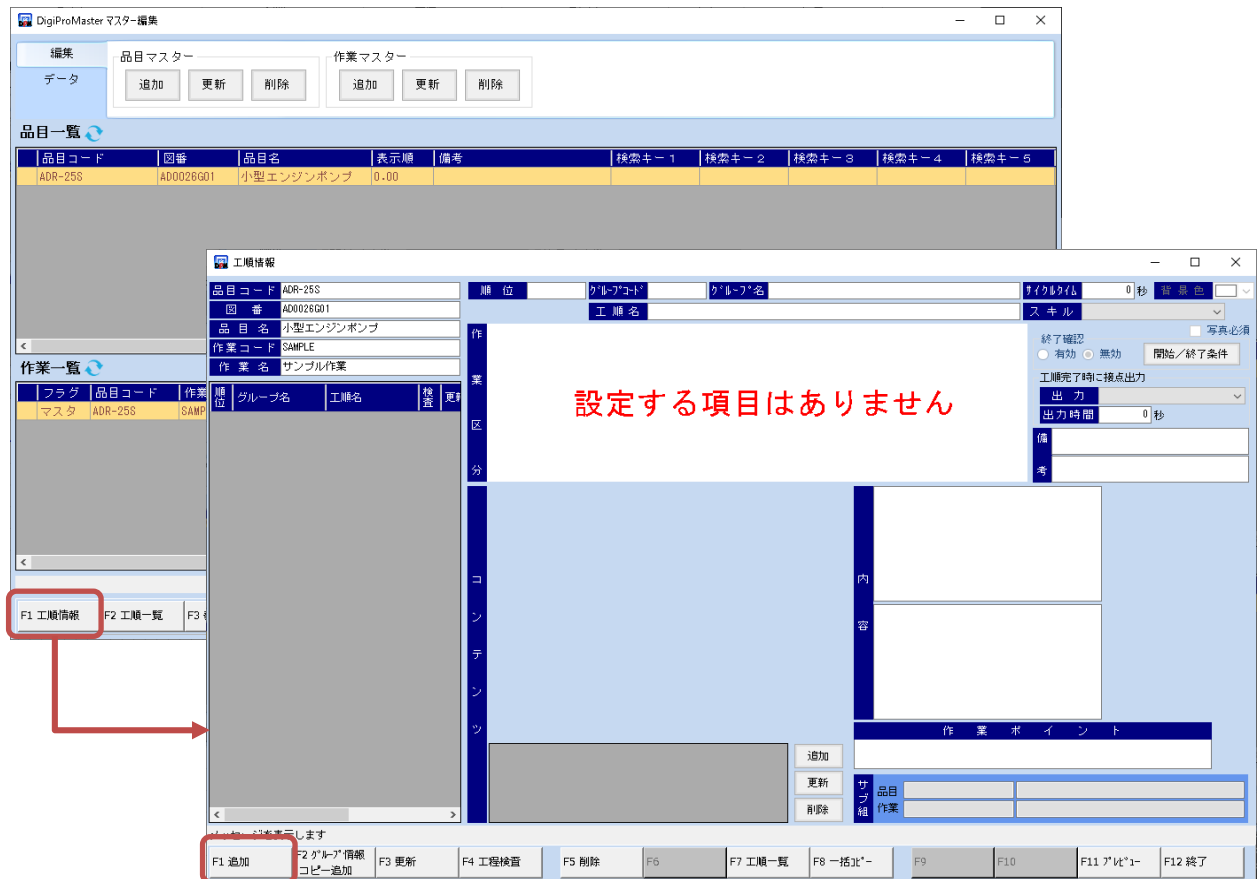 DigiProMaster マスター編集
編集
データ
品目マスター
追加 更新 削除
作業マスター
追加 更新 削除
品目一覧
品目コード 図番 品目名 表示順 備考 検索キー1 検索キー2 検索キー3 検索キー4 検索キー5
ADR-25S AD0026G01 小型エンジンポンプ 0.00
作業一覧
フラグ 品目コード 作業
マスタ ADR-25S SAMP
F1 工順情報 F2 工順一覧 F3
工順情報
品目コード ADR-25S
図番 AD0026G01
品目名 小型エンジンポンプ
作業コード SAMPLE
作業名 サンプル作業
順位 グループ名 工順名 検査 更新
順位 グループコード グループ名 サイクルタイム 0 秒 背景色
工順名 スキル
作業区分
設定する項目はありません
写真必須
終了確認
有効 無効 開始/終了条件
工順完了時に接点出力
出力
出力時間 0 秒
備考
コンテンツ
内容
作業ポイント
追加
更新
削除
サブ組
品目
作業
メッセージを表示します
F1 追加 F2 グループ情報コピー追加 F3 更新 F4 工程検査 F5 削除 F6 F7 工順一覧 F8 一括コピー F9 F10 F11 プレビュー F12 終了